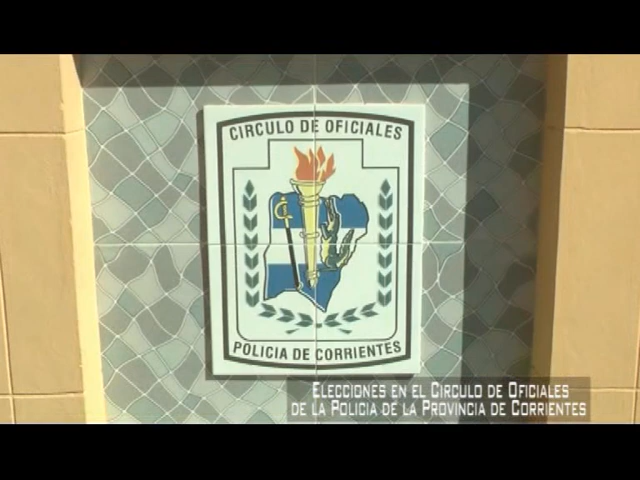 CIRCULO DE OFICIALES
POLICIA DE CORRIENTES
ELECCIONES EN EL CIRCULO DE OFICIALES
DE LA POLICIA DE LA PROVINCIA DE CORRIENTES